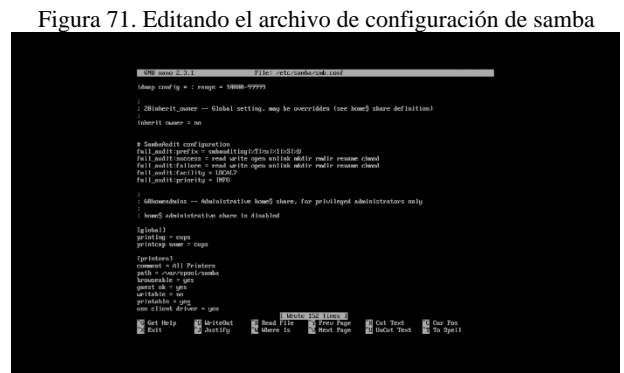 Figura 71. Editando el archivo de configuración de samba
GNU nano 2.3.1 File: /etc/samba/smb.conf
idmap config * : range = 10000-99999
;
; 20inherit_owner -- Global setting, may be overridden (see home$ share definition)
;
inherit owner = no
# SambaAudit configuration
full_audit:prefix = smbauditlog|%T|%u|%I|%S|%U
full_audit:success = read write open unlink mkdir rmdir rename chmod
full_audit:failure = read write open unlink mkdir rmdir rename chmod
full_audit:facility = LOCAL7
full_audit:priority = INFO
;
; 60homeadmins -- Administrative home$ share, for privileged administrators only
;
; home$ administrative share is disabled
[global]
printing = cups
printcap name = cups
[printers]
comment = All Printers
path = /var/spool/samba
browseable = yes
guest ok = yes
writable = no
printable = yes
use client driver = yes
[ Wrote 152 lines ]
^G Get Help ^O WriteOut ^R Read File ^Y Prev Page ^K Cut Text ^C Cur Pos
^X Exit ^J Justify ^W Where Is ^V Next Page ^U UnCut Text ^T To Spell